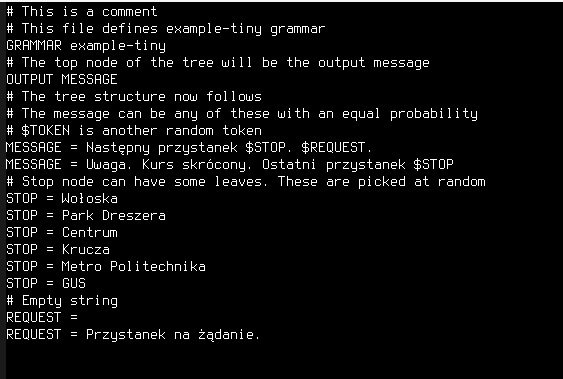 # This is a comment
# This file defines example-tiny grammar
GRAMMAR example-tiny
# The top node of the tree will be the output message
OUTPUT MESSAGE
# The tree structure now follows
# The message can be any of these with an equal probability
# $TOKEN is another random token
MESSAGE = Następny przystanek $STOP. $REQUEST.
MESSAGE = Uwaga. Kurs skrócony. Ostatni przystanek $STOP
# Stop node can have some leaves. These are picked at random
STOP = Wołoska
STOP = Park Dreszera
STOP = Centrum
STOP = Krucza
STOP = Metro Politechnika
STOP = GUS
# Empty string
REQUEST =
REQUEST = Przystanek na żądanie.